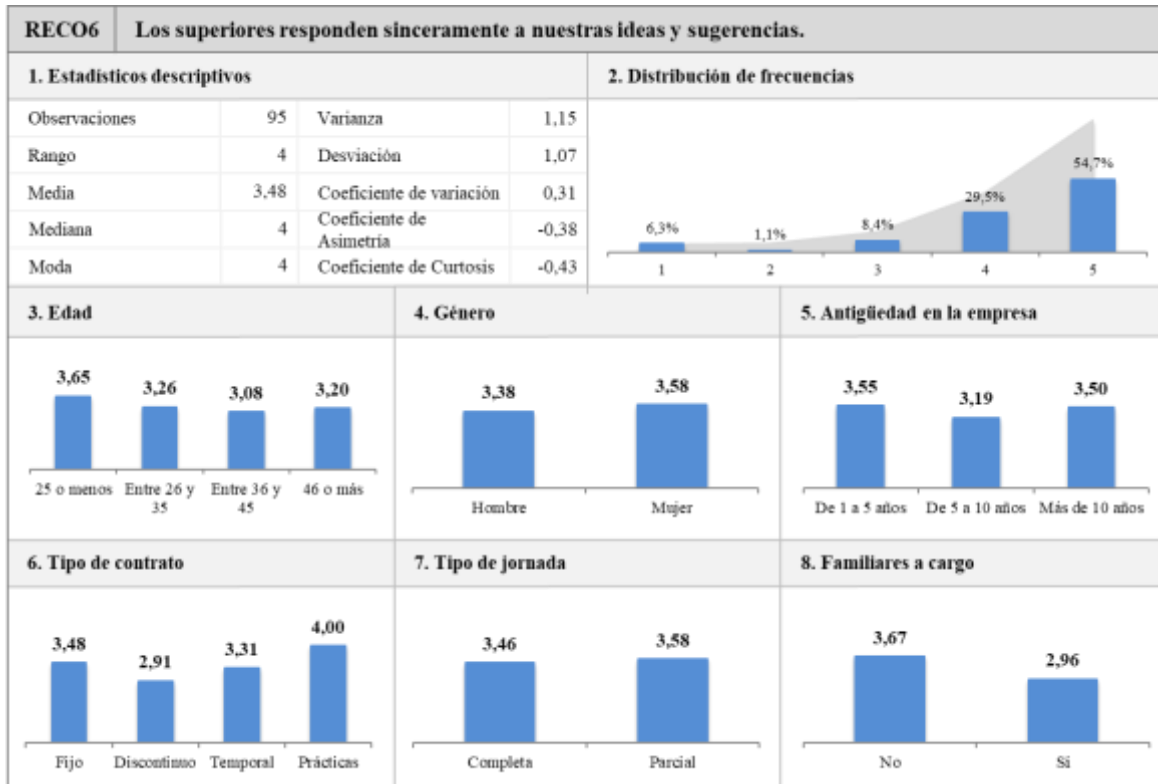 RECO6 Los superiores responden sinceramente a nuestras ideas y sugerencias.
1. Estadísticos descriptivos
Observaciones 95 Varianza 1,15
Rango 4 Desviación 1,07
Media 3,48 Coeficiente de variación 0,31
Mediana 4 Coeficiente de Asimetría -0,38
Moda 4 Coeficiente de Curtosis -0,43
2. Distribución de frecuencias
6,3% 1,1% 8,4% 29,5% 54,7%
1 2 3 4 5
3. Edad
3,65 3,26 3,08 3,20
25 o menos Entre 26 y 35 Entre 36 y 45 46 o más
4. Género
3,38 3,58
Hombre Mujer
5. Antigüedad en la empresa
3,55 3,19 3,50
De 1 a 5 años De 5 a 10 años Más de 10 años
6. Tipo de contrato
3,48 2,91 3,31 4,00
Fijo Discontinuo Temporal Prácticas
7. Tipo de jornada
3,46 3,58
Completa Parcial
8. Familiares a cargo
3,67 2,96
No Sí